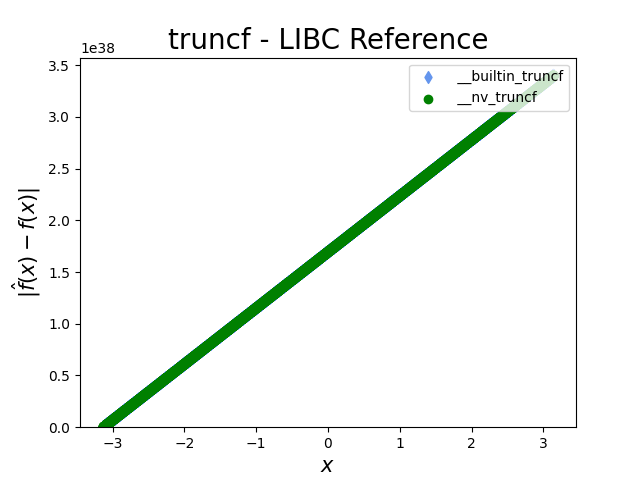 truncf - LIBC Reference
1e38
__builtin_truncf
__nv_truncf
3.5
3.0
2.5
2.0
1.5
1.0
0.5
0.0
|f̂(x) − f(x)|
−3 −2 −1 0 1 2 3
x